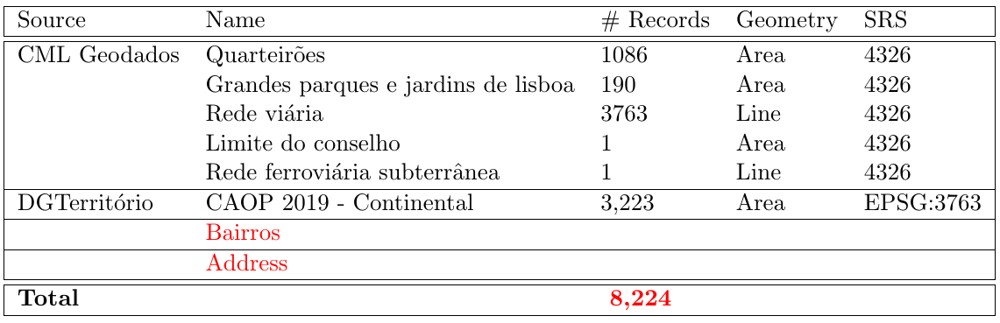 Source Name # Records Geometry SRS
CML Geodados Quarteirões 1086 Area 4326
Grandes parques e jardins de lisboa 190 Area 4326
Rede viária 3763 Line 4326
Limite do conselho 1 Area 4326
Rede ferroviária subterrânea 1 Line 4326
DGTerritório CAOP 2019 - Continental 3,223 Area EPSG:3763
Bairros
Address
Total 8,224